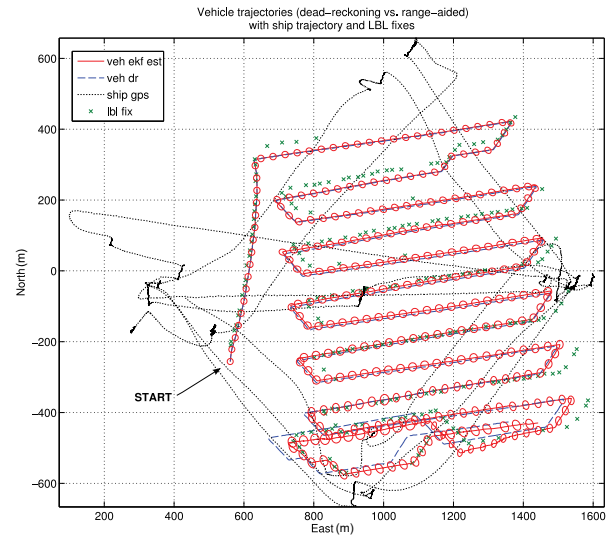 Vehicle trajectories (dead-reckoning vs. range-aided)
with ship trajectory and LBL fixes
veh ekf est
veh dr
ship gps
lbl fix
600
400
200
0
−200
−400
−600
North (m)
START
200
400
600
800
1000
1200
1400
1600
East (m)